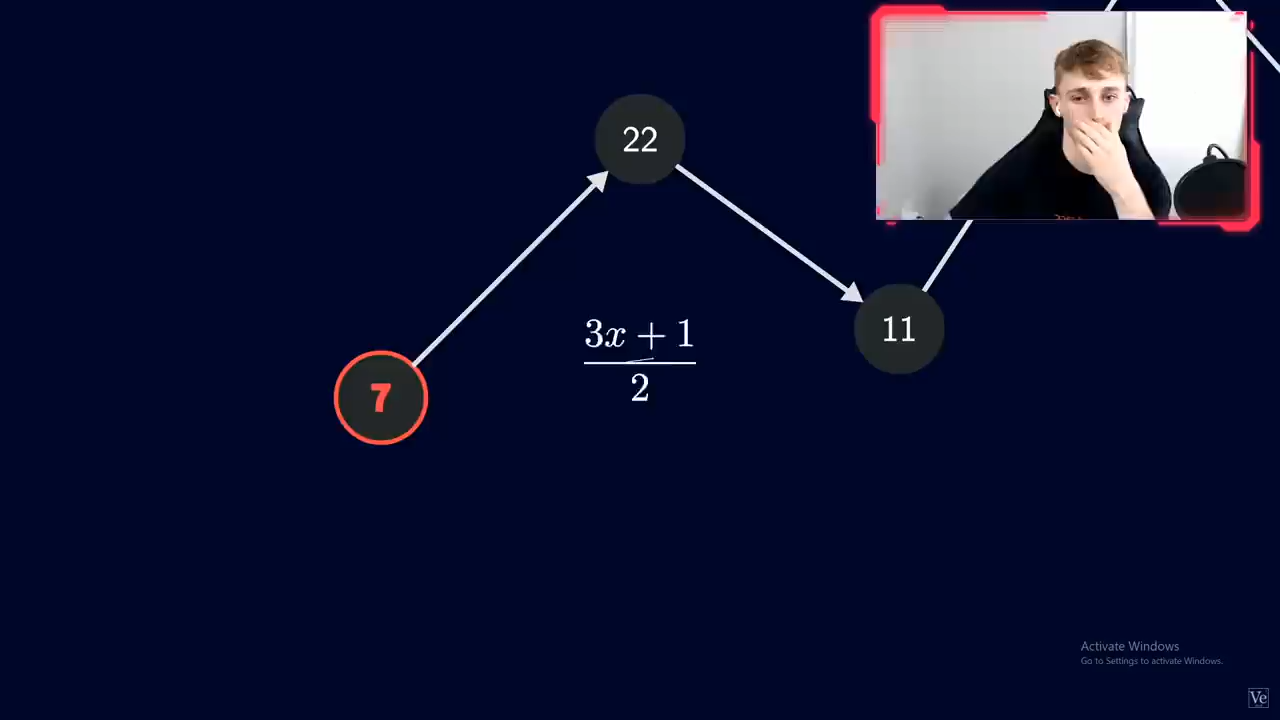 22
11
7
3x + 1
2
Activate Windows
Go to Settings to activate Windows.
Ve